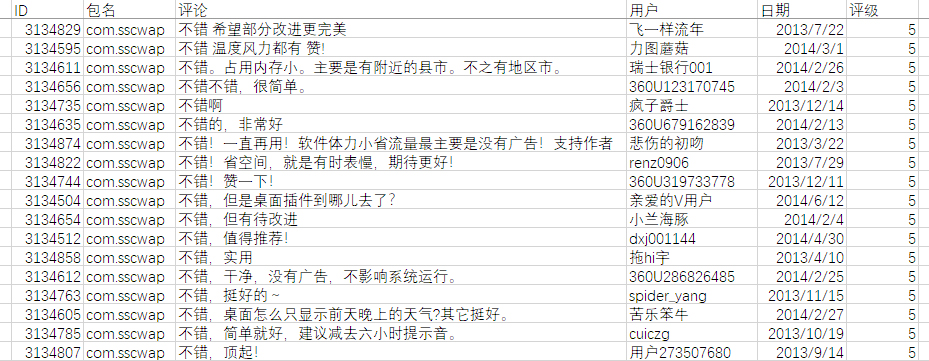 ID 包名 评论 用户 日期 评级
3134829 com.sscwap 不错 希望部分改进更完美 飞一样流年 2013/7/22 5
3134595 com.sscwap 不错 温度风力都有 赞! 力图蘑菇 2014/3/1 5
3134611 com.sscwap 不错。占用内存小。主要是有附近的县市。不之有地区市。 瑞士银行001 2014/2/26 5
3134656 com.sscwap 不错不错，很简单。 360U123170745 2014/2/3 5
3134735 com.sscwap 不错啊 疯子爵士 2013/12/14 5
3134635 com.sscwap 不错的，非常好 360U679162839 2014/2/13 5
3134874 com.sscwap 不错！一直再用！软件体力小省流量最主要是没有广告！支持作者 悲伤的初吻 2013/3/22 5
3134822 com.sscwap 不错！省空间，就是有时表慢，期待更好! renz0906 2013/7/29 5
3134744 com.sscwap 不错！赞一下! 360U319733778 2013/12/11 5
3134504 com.sscwap 不错，但是桌面插件到哪儿去了? 亲爱的V用户 2014/6/12 5
3134654 com.sscwap 不错，但有待改进 小兰海豚 2014/2/4 5
3134512 com.sscwap 不错，值得推荐! dxj001144 2014/4/30 5
3134858 com.sscwap 不错，实用 拖hi宇 2013/4/10 5
3134612 com.sscwap 不错，干净，没有广告，不影响系统运行。 360U286826485 2014/2/25 5
3134763 com.sscwap 不错，挺好的～ spider_yang 2013/11/15 5
3134605 com.sscwap 不错，桌面怎么只显示前天晚上的天气?其它挺好。 苦乐笨牛 2014/2/27 5
3134785 com.sscwap 不错，简单就好，建议减去六小时提示音。 cuiczg 2013/10/19 5
3134807 com.sscwap 不错，顶起! 用户273507680 2013/9/14 5